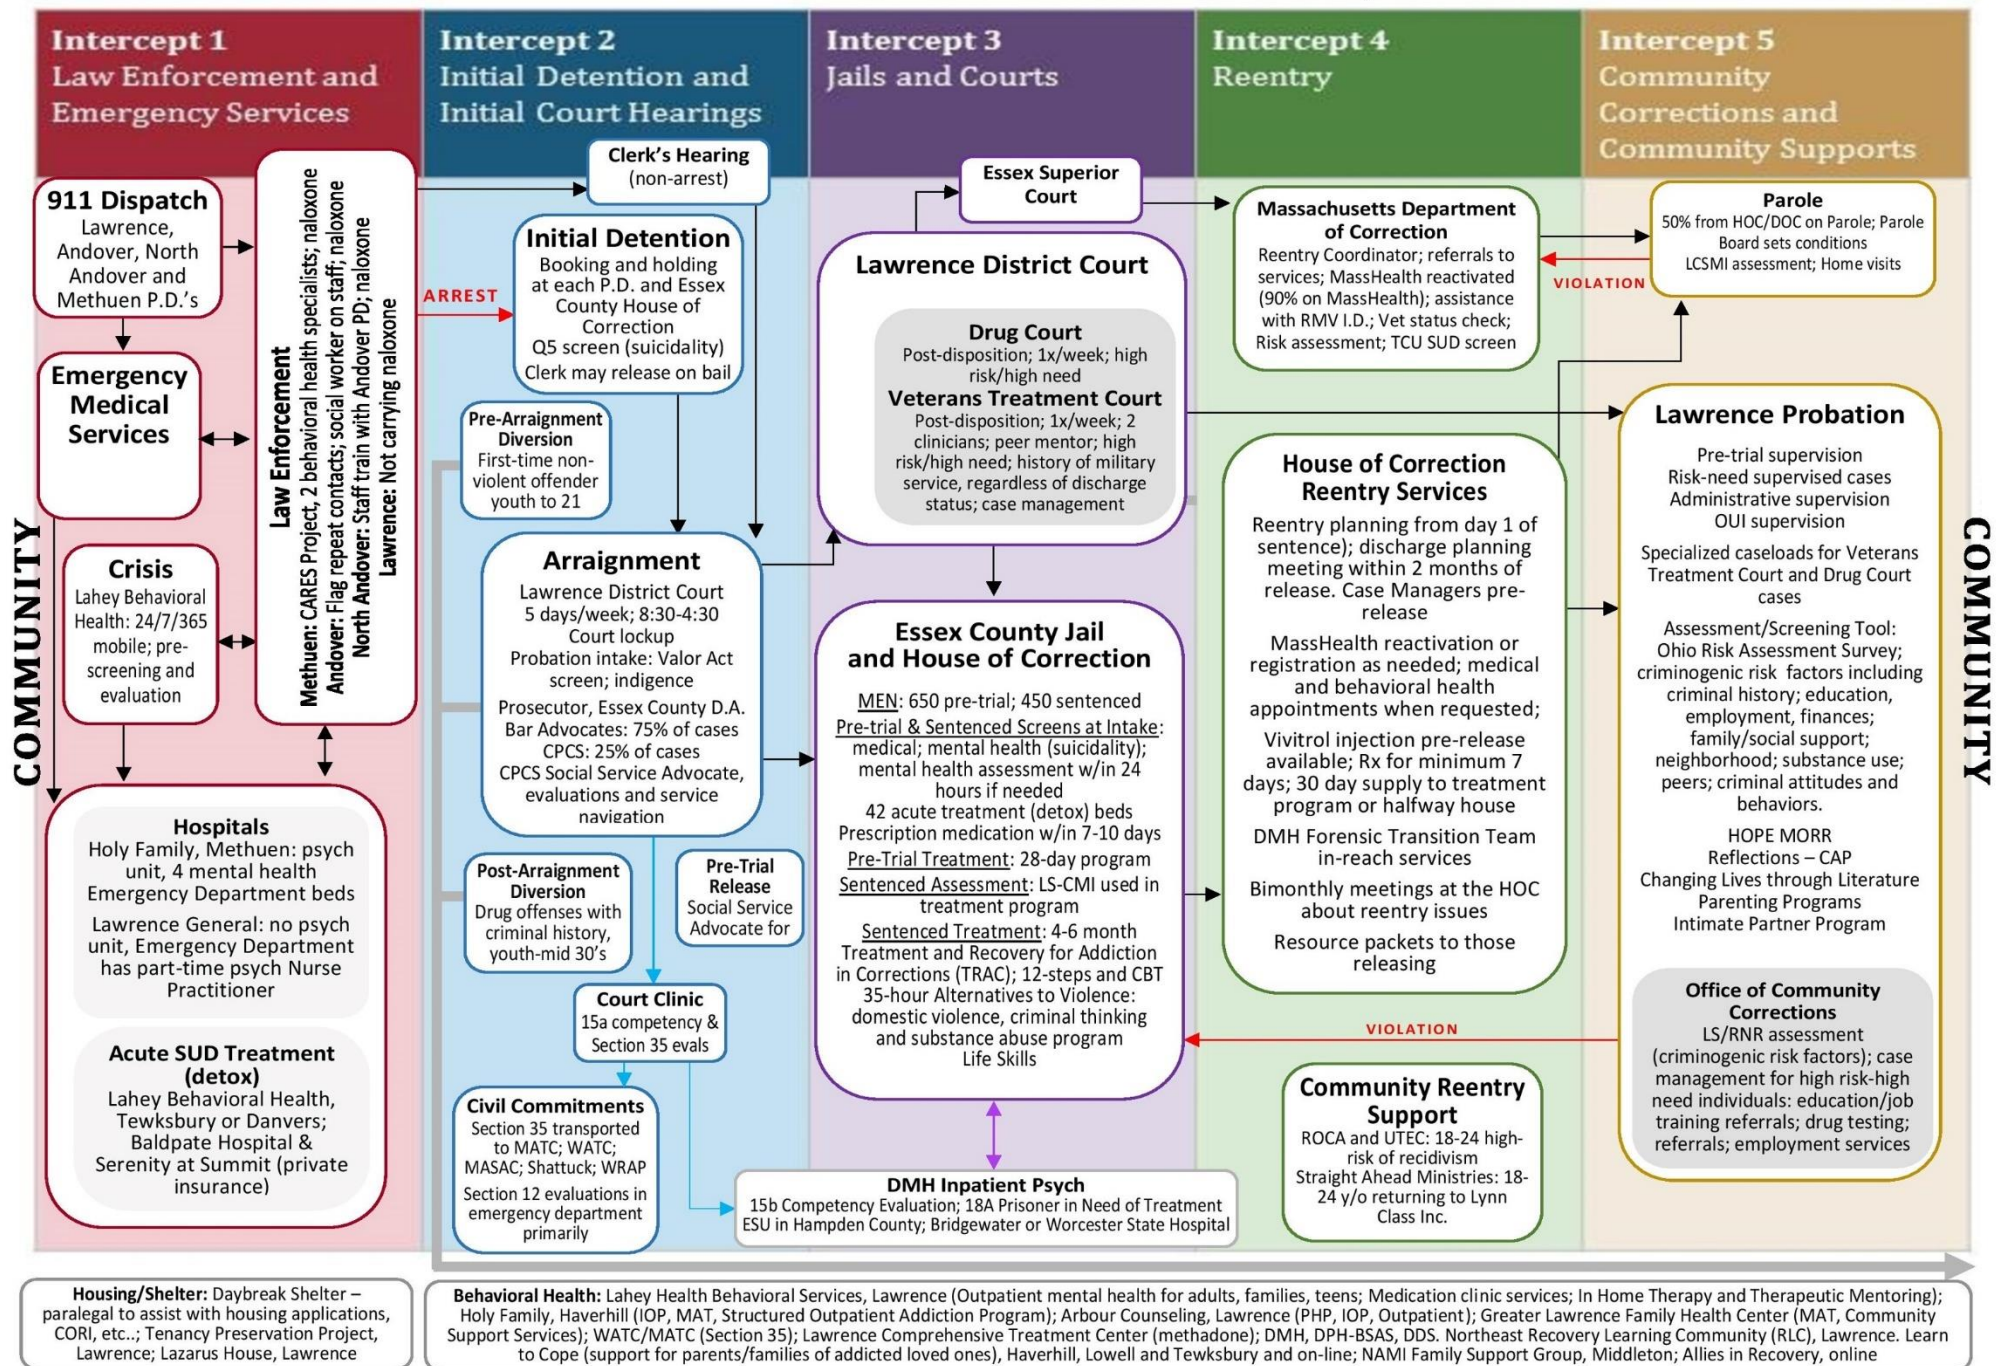 Intercept 1
Law Enforcement and
Emergency Services
Intercept 2
Initial Detention and
Initial Court Hearings
Intercept 3
Jails and Courts
Intercept 4
Reentry
Intercept 5
Community
Corrections and
Community Supports
COMMUNITY
911 Dispatch
Lawrence,
Andover, North
Andover and
Methuen P.D.’s
Emergency
Medical
Services
Crisis
Lahey Behavioral
Health: 24/7/365
mobile; pre-
screening and
evaluation
Law Enforcement
Methuen: CARES Project, 2 behavioral health specialists; naloxone
Andover: Flag repeat contacts; social worker on staff; naloxone
North Andover: Staff train with Andover PD; naloxone
Lawrence: Not carrying naloxone
Hospitals
Holy Family, Methuen: psych
unit, 4 mental health
Emergency Department beds
Lawrence General: no psych
unit, Emergency Department
has part-time psych Nurse
Practitioner
Acute SUD Treatment
(detox)
Lahey Behavioral Health,
Tewksbury or Danvers;
Baldpate Hospital &
Serenity at Summit (private
insurance)
ARREST
Clerk’s Hearing
(non-arrest)
Initial Detention
Booking and holding
at each P.D. and Essex
County House of
Correction
Q5 screen (suicidality)
Clerk may release on bail
Pre-Arraignment
Diversion
First-time non-
violent offender
youth to 21
Arraignment
Lawrence District Court
5 days/week; 8:30-4:30
Court lockup
Probation intake: Valor Act
screen; indigence
Prosecutor, Essex County D.A.
Bar Advocates: 75% of cases
CPCS: 25% of cases
CPCS Social Service Advocate,
evaluations and service
navigation
Post-Arraignment
Diversion
Drug offenses with
criminal history,
youth-mid 30’s
Pre-Trial
Release
Social Service
Advocate for
Court Clinic
15a competency &
Section 35 evals
Civil Commitments
Section 35 transported
to MATC; WATC;
MASAC; Shattuck; WRAP
Section 12 evaluations in
emergency department
primarily
Essex Superior
Court
Lawrence District Court
Drug Court
Post-disposition; 1x/week; high
risk/high need
Veterans Treatment Court
Post-disposition; 1x/week; 2
clinicians; peer mentor; high
risk/high need; history of military
service, regardless of discharge
status; case management
Essex County Jail
and House of Correction
MEN: 650 pre-trial; 450 sentenced
Pre-trial & Sentenced Screens at Intake:
medical; mental health (suicidality);
mental health assessment w/in 24
hours if needed
42 acute treatment (detox) beds
Prescription medication w/in 7-10 days
Pre-Trial Treatment: 28-day program
Sentenced Assessment: LS-CMI used in
treatment program
Sentenced Treatment: 4-6 month
Treatment and Recovery for Addiction
in Corrections (TRAC); 12-steps and CBT
35-hour Alternatives to Violence:
domestic violence, criminal thinking
and substance abuse program
Life Skills
DMH Inpatient Psych
15b Competency Evaluation; 18A Prisoner in Need of Treatment
ESU in Hampden County; Bridgewater or Worcester State Hospital
Massachusetts Department
of Correction
Reentry Coordinator; referrals to
services; MassHealth reactivated
(90% on MassHealth); assistance
with RMV I.D.; Vet status check;
Risk assessment; TCU SUD screen
House of Correction
Reentry Services
Reentry planning from day 1 of
sentence); discharge planning
meeting within 2 months of
release. Case Managers pre-
release
MassHealth reactivation or
registration as needed; medical
and behavioral health
appointments when requested;
Vivitrol injection pre-release
available; Rx for minimum 7
days; 30 day supply to treatment
program or halfway house
DMH Forensic Transition Team
in-reach services
Bimonthly meetings at the HOC
about reentry issues
Resource packets to those
releasing
VIOLATION
Community Reentry
Support
ROCA and UTEC: 18-24 high-
risk of recidivism
Straight Ahead Ministries: 18-
24 y/o returning to Lynn
Class Inc.
Parole
50% from HOC/DOC on Parole; Parole
Board sets conditions
LCSMI assessment; Home visits
VIOLATION
Lawrence Probation
Pre-trial supervision
Risk-need supervised cases
Administrative supervision
OUI supervision
Specialized caseloads for Veterans
Treatment Court and Drug Court
cases
Assessment/Screening Tool:
Ohio Risk Assessment Survey;
criminogenic risk factors including
criminal history; education,
employment, finances;
family/social support;
neighborhood; substance use;
peers; criminal attitudes and
behaviors.
HOPE MORR
Reflections – CAP
Changing Lives through Literature
Parenting Programs
Intimate Partner Program
Office of Community
Corrections
LS/RNR assessment
(criminogenic risk factors); case
management for high risk-high
need individuals: education/job
training referrals; drug testing;
referrals; employment services
COMMUNITY
Housing/Shelter: Daybreak Shelter –
paralegal to assist with housing applications,
CORI, etc..; Tenancy Preservation Project,
Lawrence; Lazarus House, Lawrence
Behavioral Health: Lahey Health Behavioral Services, Lawrence (Outpatient mental health for adults, families, teens; Medication clinic services; In Home Therapy and Therapeutic Mentoring);
Holy Family, Haverhill (IOP, MAT, Structured Outpatient Addiction Program); Arbour Counseling, Lawrence (PHP, IOP, Outpatient); Greater Lawrence Family Health Center (MAT, Community
Support Services); WATC/MATC (Section 35); Lawrence Comprehensive Treatment Center (methadone); DMH, DPH-BSAS, DDS. Northeast Recovery Learning Community (RLC), Lawrence. Learn
to Cope (support for parents/families of addicted loved ones), Haverhill, Lowell and Tewksbury and on-line; NAMI Family Support Group, Middleton; Allies in Recovery, online